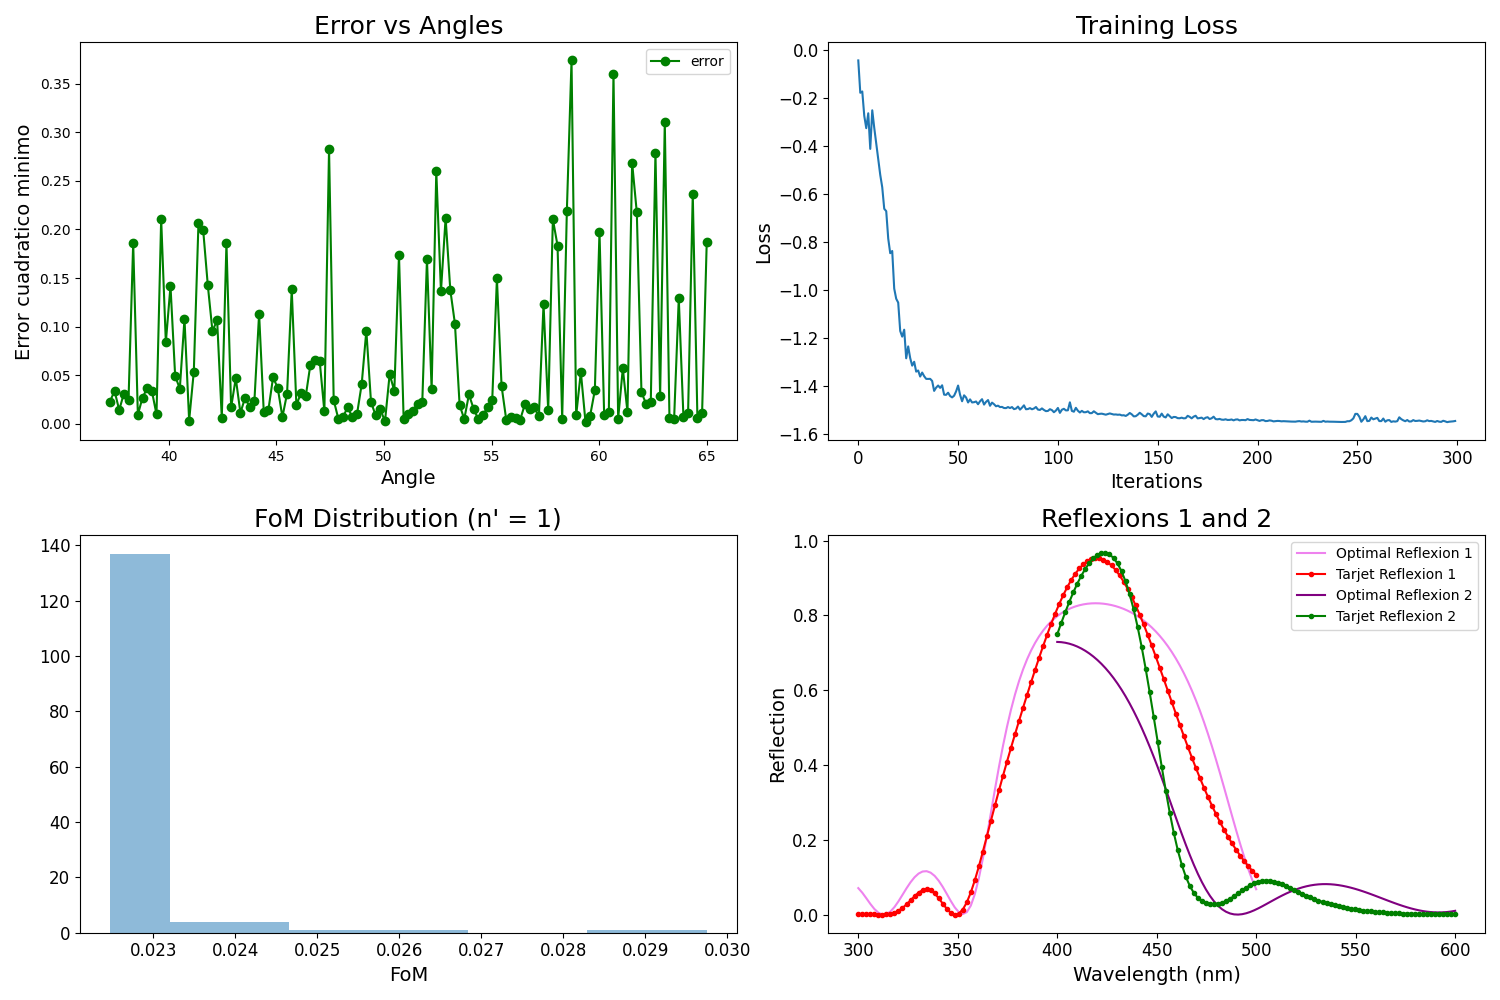 Error vs Angles
error
Error cuadratico minimo
0.35
0.30
0.25
0.20
0.15
0.10
0.05
0.00
40 45 50 55 60 65
Angle
Training Loss
Loss
0.0
−0.2
−0.4
−0.6
−0.8
−1.0
−1.2
−1.4
−1.6
0 50 100 150 200 250 300
Iterations
FoM Distribution (n' = 1)
140
120
100
80
60
40
20
0
0.023 0.024 0.025 0.026 0.027 0.028 0.029 0.030
FoM
Reflexions 1 and 2
Optimal Reflexion 1
Tarjet Reflexion 1
Optimal Reflexion 2
Tarjet Reflexion 2
Reflection
1.0
0.8
0.6
0.4
0.2
0.0
300 350 400 450 500 550 600
Wavelength (nm)